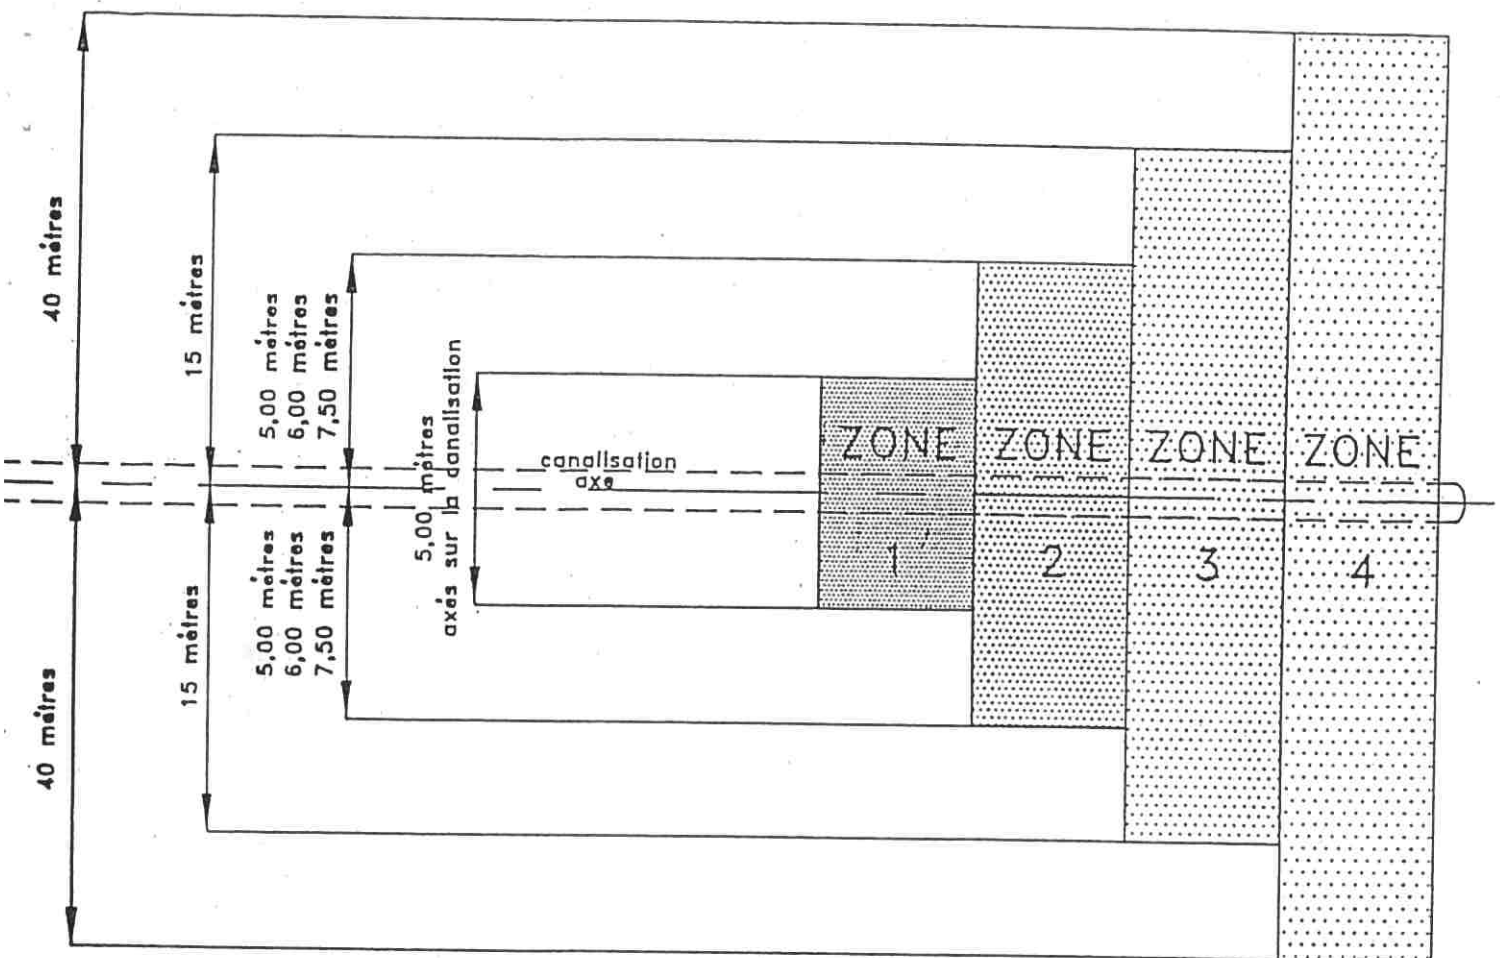 40 mètres
15 mètres
5,00 mètres
6,00 mètres
7,50 mètres
5,00 mètres
axés sur la canalisation
canalisation
axe
ZONE
1
ZONE
2
ZONE
3
ZONE
4
5,00 mètres
6,00 mètres
7,50 mètres
15 mètres
40 mètres